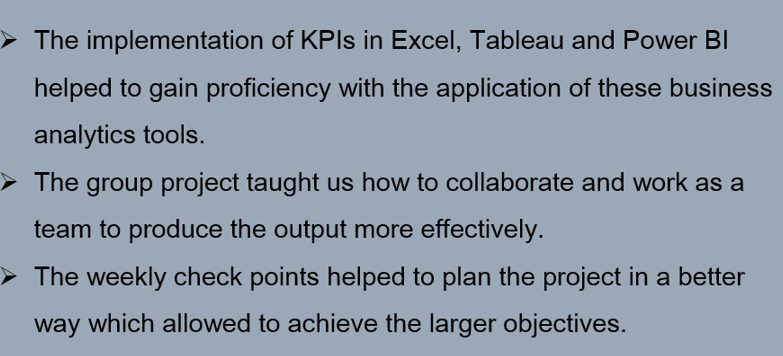 ➢ The implementation of KPIs in Excel, Tableau and Power BI
helped to gain proficiency with the application of these business
analytics tools.
➢ The group project taught us how to collaborate and work as a
team to produce the output more effectively.
➢ The weekly check points helped to plan the project in a better
way which allowed to achieve the larger objectives.